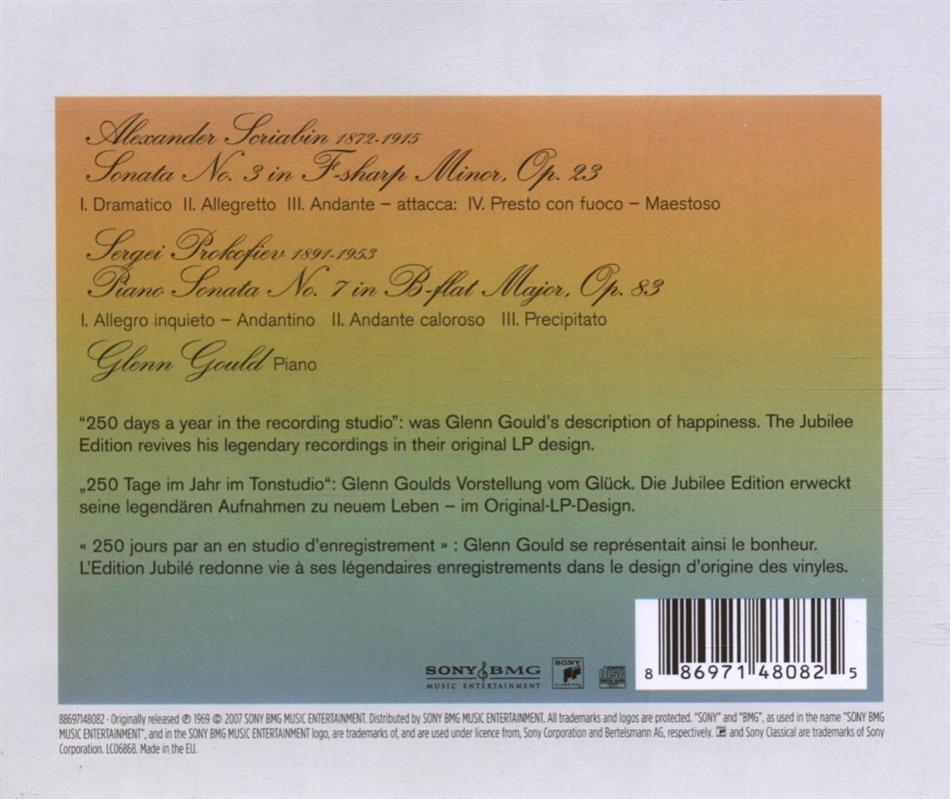 Alexander Scriabin 1872-1915
Sonata No. 3 in F-sharp Minor, Op. 23
I. Dramatico II. Allegretto III. Andante – attacca: IV. Presto con fuoco – Maestoso
Sergei Prokofiev 1891-1953
Piano Sonata No. 7 in B-flat Major, Op. 83
I. Allegro inquieto – Andantino II. Andante caloroso III. Precipitato
Glenn Gould Piano
“250 days a year in the recording studio”: was Glenn Gould’s description of happiness. The Jubilee
Edition revives his legendary recordings in their original LP design.
„250 Tage im Jahr im Tonstudio“: Glenn Goulds Vorstellung vom Glück. Die Jubilee Edition erweckt
seine legendären Aufnahmen zu neuem Leben – im Original-LP-Design.
« 250 jours par an en studio d’enregistrement » : Glenn Gould se représentait ainsi le bonheur.
L’Edition Jubilé redonne vie à ses légendaires enregistrements dans le design d’origine des vinyles.
SONY BMG
MUSIC ENTERTAINMENT
SONY
8 86971 48082 5
88697148082 · Originally released ℗ 1969 © 2007 SONY BMG MUSIC ENTERTAINMENT. Distributed by SONY BMG MUSIC ENTERTAINMENT. All trademarks and logos are protected. “SONY” and “BMG”, as used in the name “SONY BMG
MUSIC ENTERTAINMENT”, and in the SONY BMG MUSIC ENTERTAINMENT logo, are trademarks of, and are used under licence from, Sony Corporation and Bertelsmann AG, respectively. and Sony Classical are trademarks of Sony
Corporation. LC06868. Made in the EU.